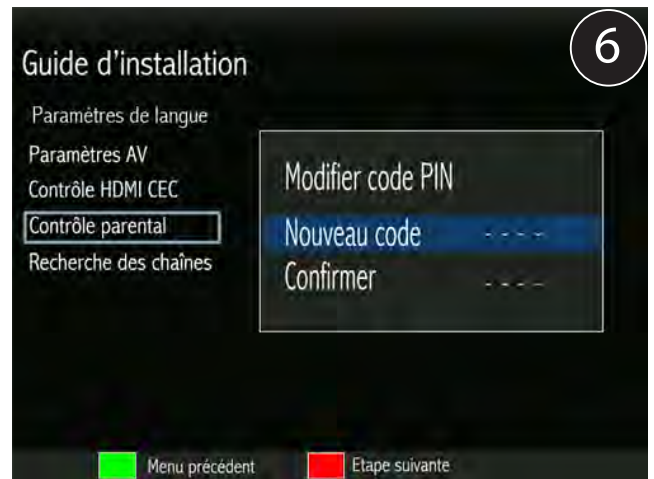 6
Guide d'installation
Paramètres de langue
Paramètres AV
Contrôle HDMI CEC
Contrôle parental
Recherche des chaînes
Modifier code PIN
Nouveau code - - - -
Confirmer - - - -
Menu précédent
Etape suivante